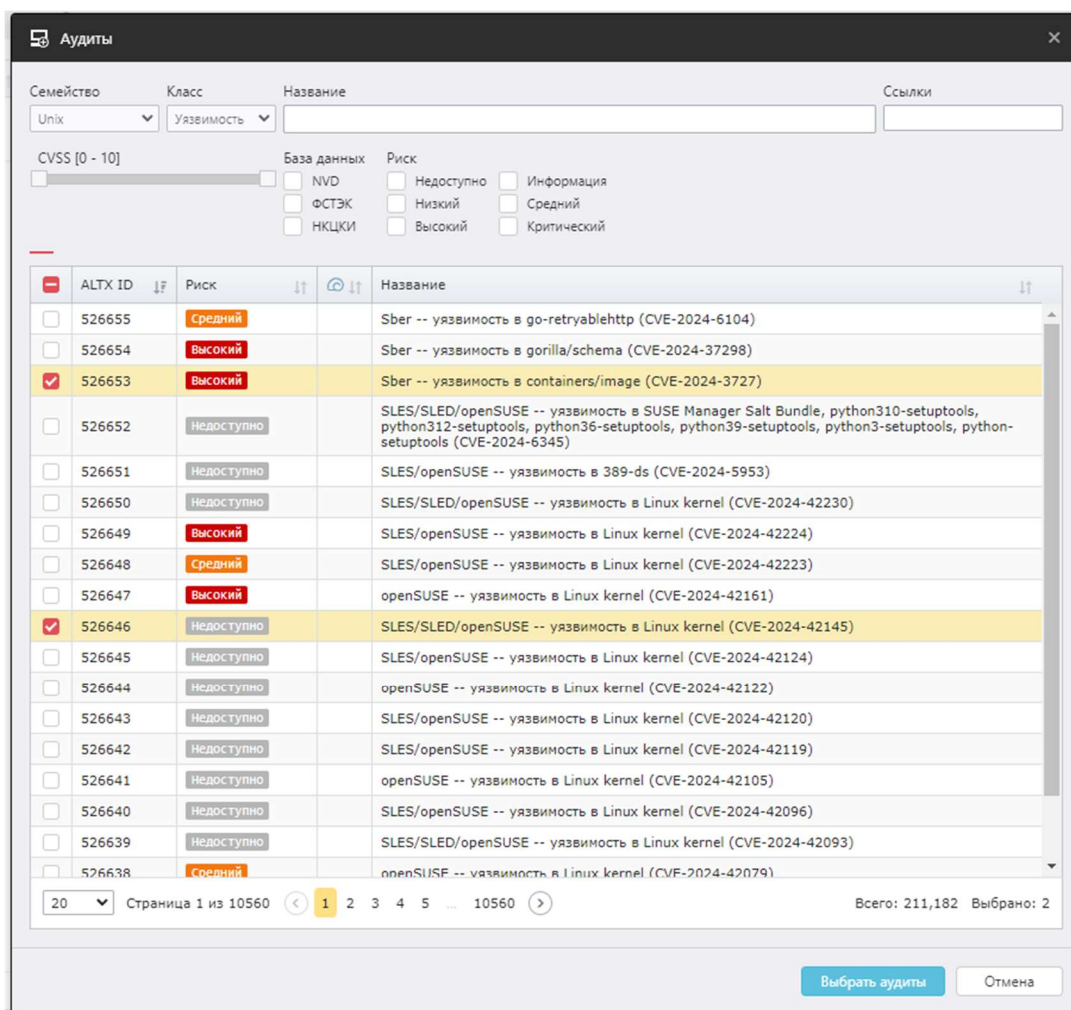 Аудиты
Семейство Класс Название Ссылки
Unix Уязвимость
CVSS [0 - 10] База данных Риск
NVD Недоступно Информация
ФСТЭК Низкий Средний
НКЦКИ Высокий Критический
ALTX ID Риск Название
526655 Средний Sber -- уязвимость в go-retryablehttp (CVE-2024-6104)
526654 Высокий Sber -- уязвимость в gorilla/schema (CVE-2024-37298)
526653 Высокий Sber -- уязвимость в containers/image (CVE-2024-3727)
526652 Недоступно SLES/SLED/openSUSE -- уязвимость в SUSE Manager Salt Bundle, python310-setuptools,
python312-setuptools, python36-setuptools, python39-setuptools, python3-setuptools, python-
setuptools (CVE-2024-6345)
526651 Недоступно SLES/openSUSE -- уязвимость в 389-ds (CVE-2024-5953)
526650 Недоступно SLES/SLED/openSUSE -- уязвимость в Linux kernel (CVE-2024-42230)
526649 Высокий SLES/openSUSE -- уязвимость в Linux kernel (CVE-2024-42224)
526648 Средний SLES/openSUSE -- уязвимость в Linux kernel (CVE-2024-42223)
526647 Высокий openSUSE -- уязвимость в Linux kernel (CVE-2024-42161)
526646 Недоступно SLES/SLED/openSUSE -- уязвимость в Linux kernel (CVE-2024-42145)
526645 Недоступно SLES/openSUSE -- уязвимость в Linux kernel (CVE-2024-42124)
526644 Недоступно openSUSE -- уязвимость в Linux kernel (CVE-2024-42122)
526643 Недоступно SLES/openSUSE -- уязвимость в Linux kernel (CVE-2024-42120)
526642 Недоступно SLES/openSUSE -- уязвимость в Linux kernel (CVE-2024-42119)
526641 Недоступно openSUSE -- уязвимость в Linux kernel (CVE-2024-42105)
526640 Недоступно SLES/openSUSE -- уязвимость в Linux kernel (CVE-2024-42096)
526639 Недоступно SLES/SLED/openSUSE -- уязвимость в Linux kernel (CVE-2024-42093)
526638 Средний openSUSE -- уязвимость в Linux kernel (CVE-2024-42079)
20 Страница 1 из 10560 1 2 3 4 5 ... 10560 Всего: 211,182 Выбрано: 2
Выбрать аудиты Отмена